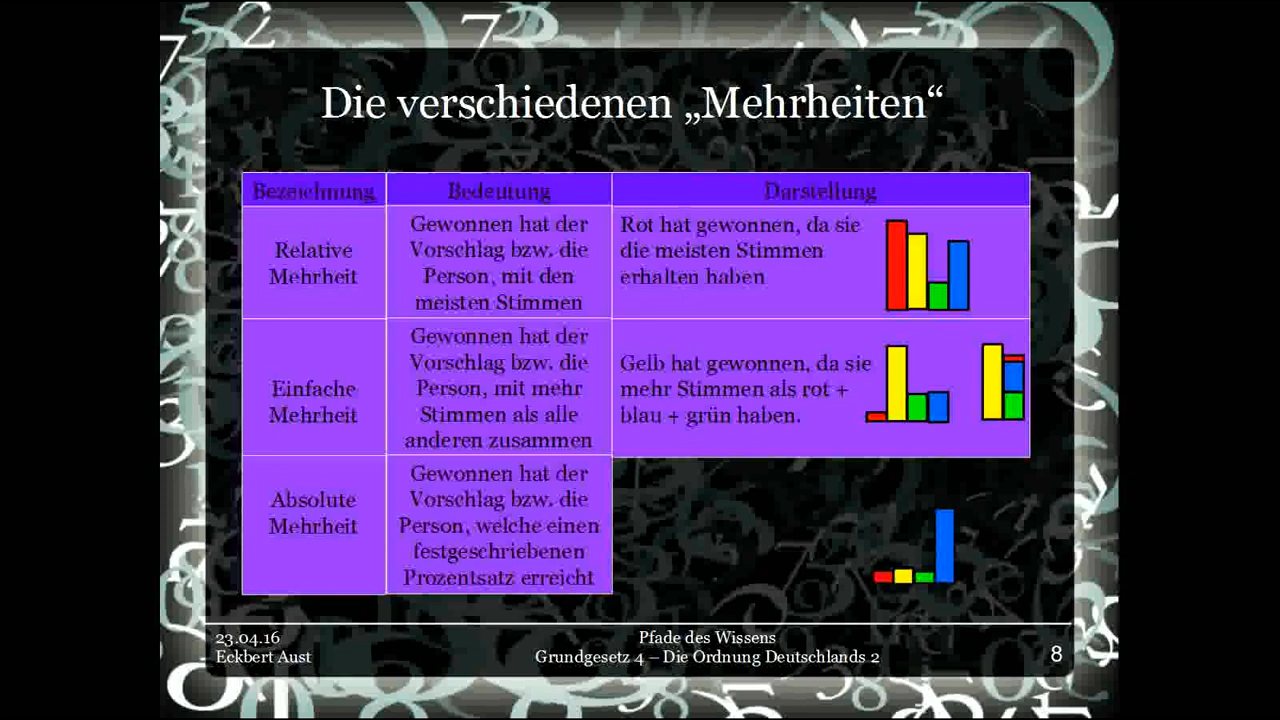 Die verschiedenen „Mehrheiten“
Bezeichnung
Bedeutung
Darstellung
Relative
Mehrheit
Gewonnen hat der
Vorschlag bzw. die
Person, mit den
meisten Stimmen
Rot hat gewonnen, da sie
die meisten Stimmen
erhalten haben
Einfache
Mehrheit
Gewonnen hat der
Vorschlag bzw. die
Person, mit mehr
Stimmen als alle
anderen zusammen
Gelb hat gewonnen, da sie
mehr Stimmen als rot +
blau + grün haben.
Absolute
Mehrheit
Gewonnen hat der
Vorschlag bzw. die
Person, welche einen
festgeschriebenen
Prozentsatz erreicht
23.04.16
Eckbert Aust
Pfade des Wissens
Grundgesetz 4 – Die Ordnung Deutschlands 2
8